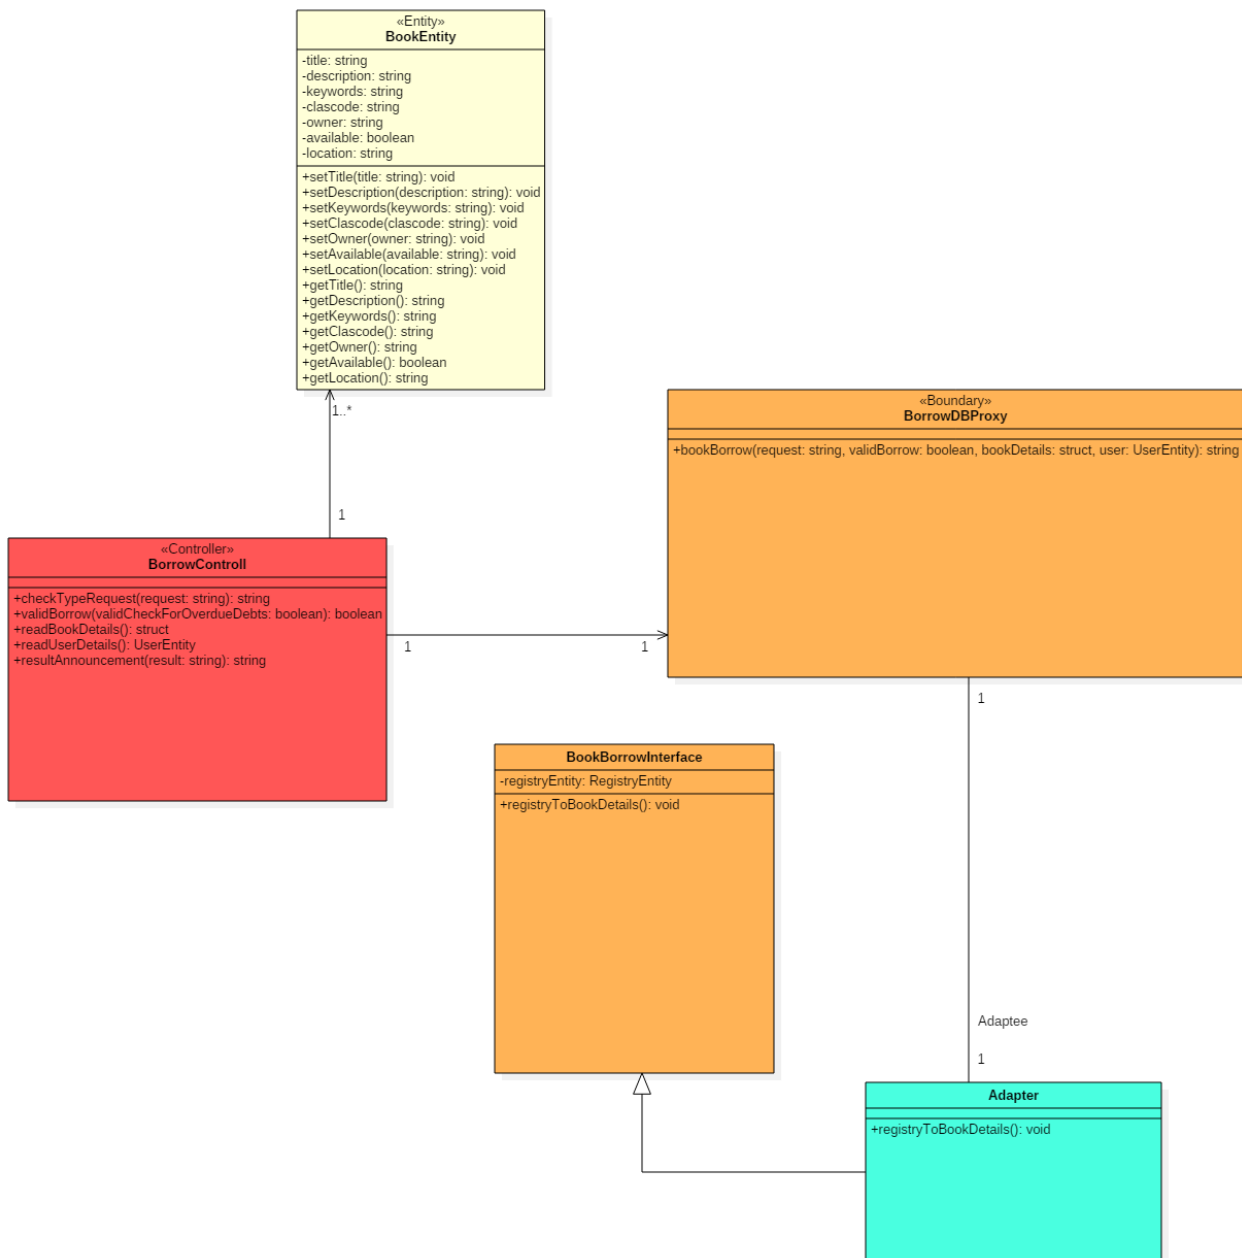 «Entity»
BookEntity
-title: string
-description: string
-keywords: string
-clascode: string
-owner: string
-available: boolean
-location: string
+setTitle(title: string): void
+setDescription(description: string): void
+setKeywords(keywords: string): void
+setClascode(clascode: string): void
+setOwner(owner: string): void
+setAvailable(available: string): void
+setLocation(location: string): void
+getTitle(): string
+getDescription(): string
+getKeywords(): string
+getClascode(): string
+getOwner(): string
+getAvailable(): boolean
+getLocation(): string
1..*
1
«Boundary»
BorrowDBProxy
+bookBorrow(request: string, validBorrow: boolean, bookDetails: struct, user: UserEntity): string
«Controller»
BorrowControll
+checkTypeRequest(request: string): string
+validBorrow(validCheckForOverdueDebts: boolean): boolean
+readBookDetails(): struct
+readUserDetails(): UserEntity
+resultAnnouncement(result: string): string
1
1
1
BookBorrowInterface
-registryEntity: RegistryEntity
+registryToBookDetails(): void
Adaptee
1
Adapter
+registryToBookDetails(): void